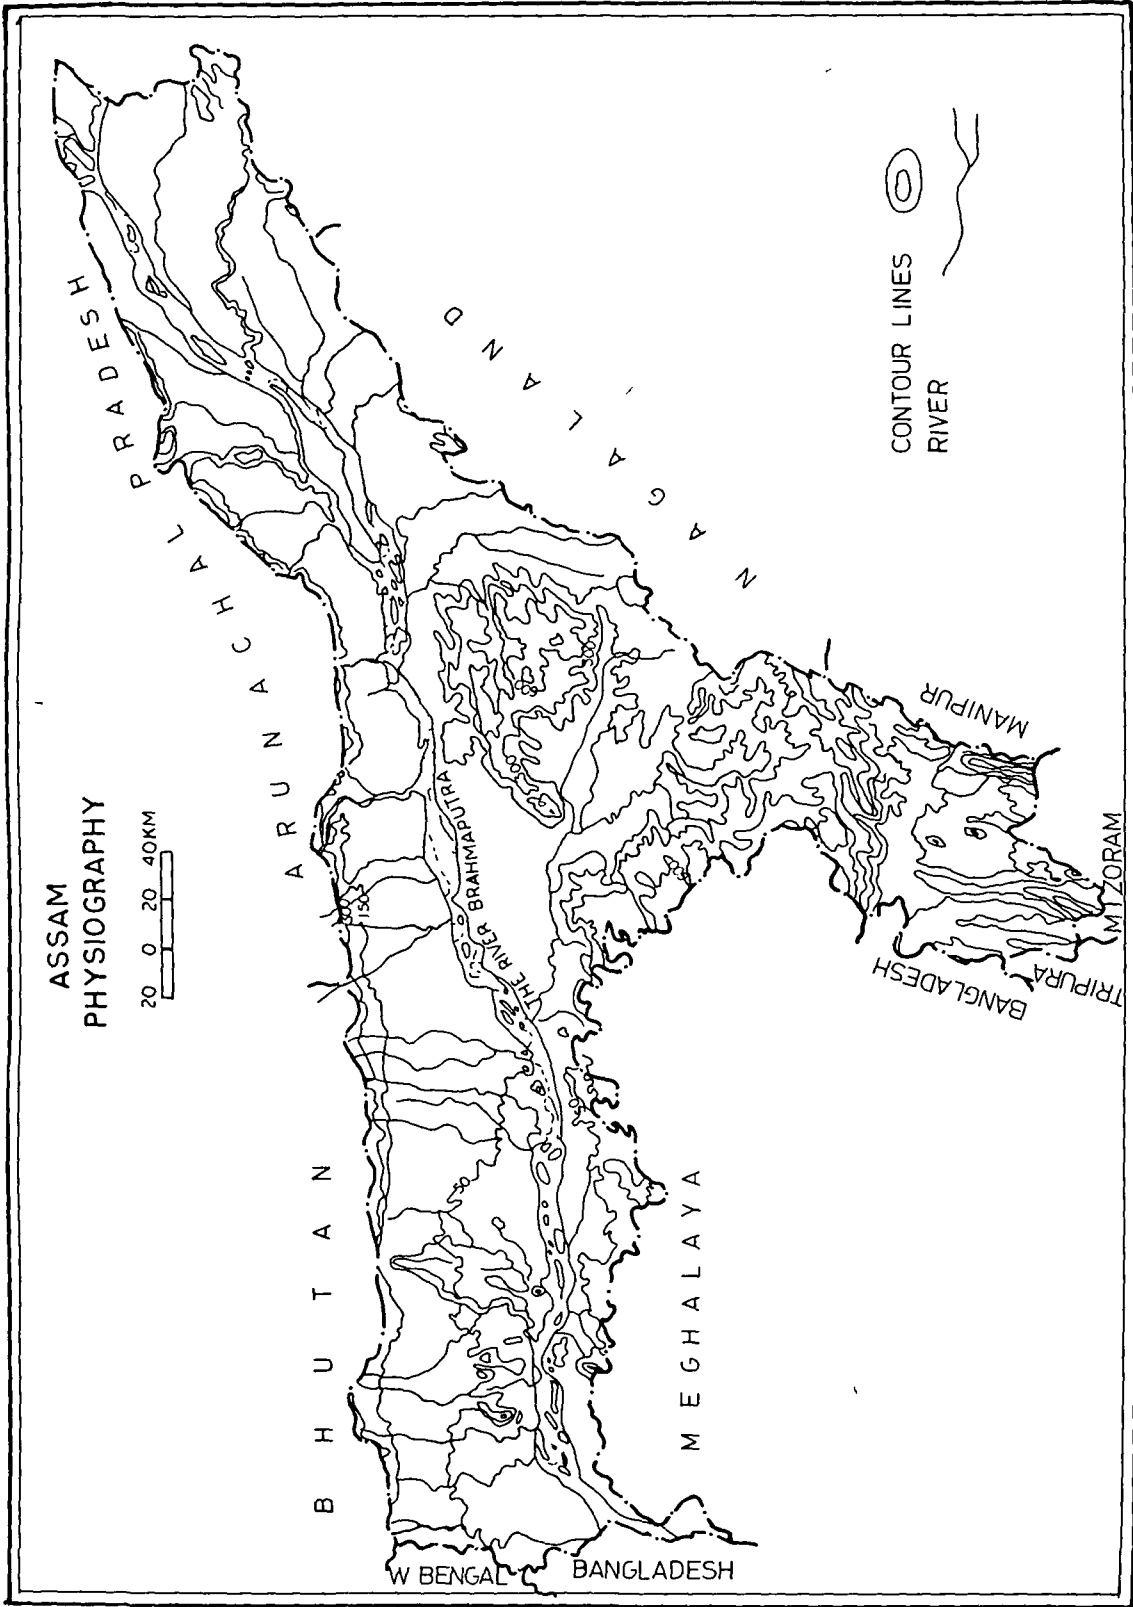 ASSAM
PHYSIOGRAPHY
20 0 20 40KM
ARUNACHAL PRADESH
BHUTAN
NAGALAND
CONTOUR LINES
RIVER
THE RIVER BRAHMAPUTRA
150
50
MANIPUR
MEGHALAYA
W BENGAL
BANGLADESH
BANGLADESH
TRIPURA
MIZORAM